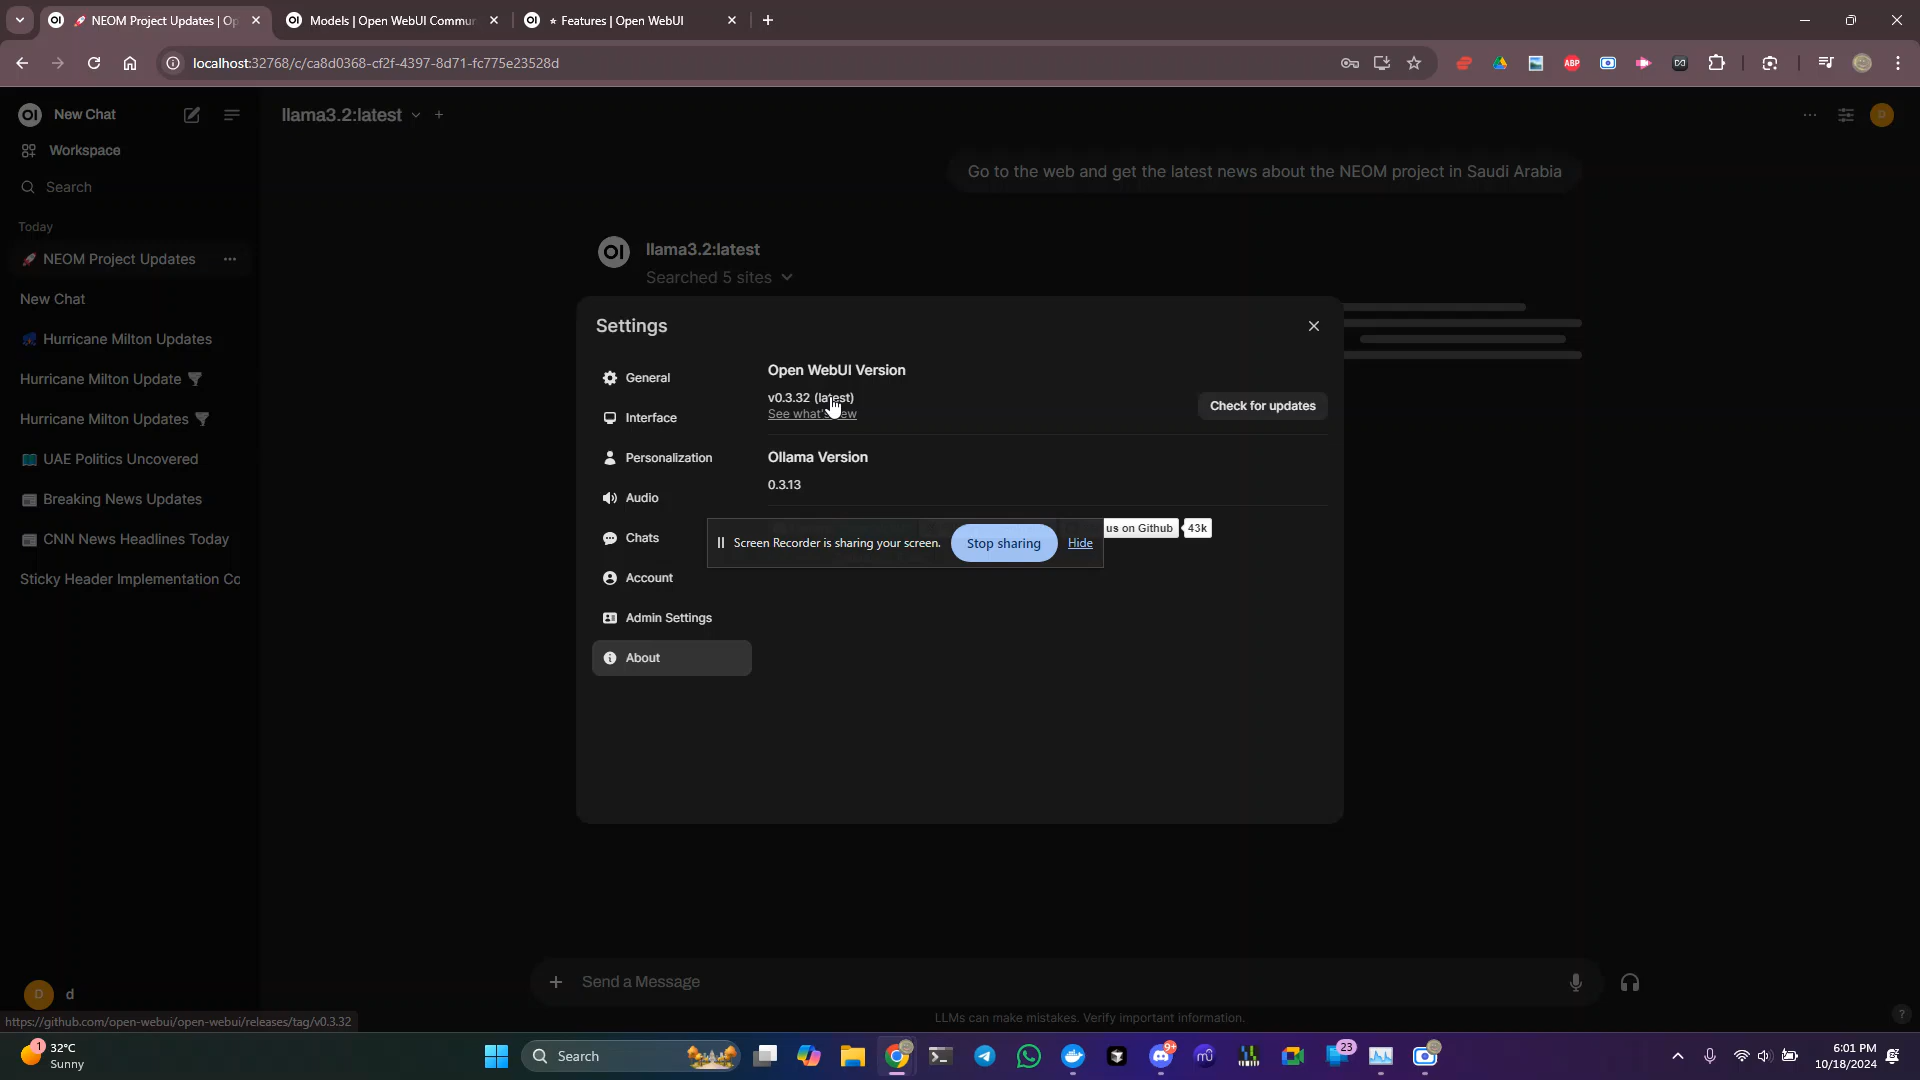 NEOM Project Updates | Op
Models | Open WebUI Commun
Features | Open WebUI
localhost:32768/c/ca8d0368-cf2f-4397-8d71-fc775e23528d
ABP
OI New Chat
llama3.2:latest
D
Workspace
Search
Today
NEOM Project Updates
New Chat
Hurricane Milton Updates
Hurricane Milton Update
Hurricane Milton Updates
UAE Politics Uncovered
Breaking News Updates
CNN News Headlines Today
Sticky Header Implementation Co
Go to the web and get the latest news about the NEOM project in Saudi Arabia
OI llama3.2:latest
Searched 5 sites
Settings
General
Interface
Personalization
Audio
Chats
Account
Admin Settings
About
Open WebUI Version
v0.3.32 (latest)
See what's new
Check for updates
Ollama Version
0.3.13
us on Github 43k
Screen Recorder is sharing your screen. Stop sharing Hide
Send a Message
LLMs can make mistakes. Verify important information.
?
D d
https://github.com/open-webui/open-webui/releases/tag/v0.3.32
1 32°C
Sunny
Search
9+
23
6:01 PM
10/18/2024